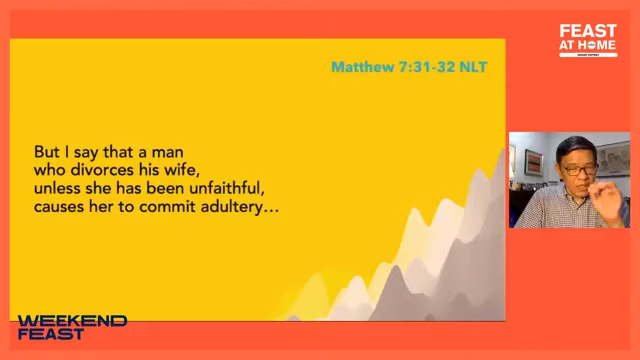 FEAST
AT HOME
Matthew 7:31-32 NLT
But I say that a man
who divorces his wife,
unless she has been unfaithful,
causes her to commit adultery…
WEEKEND
FEAST